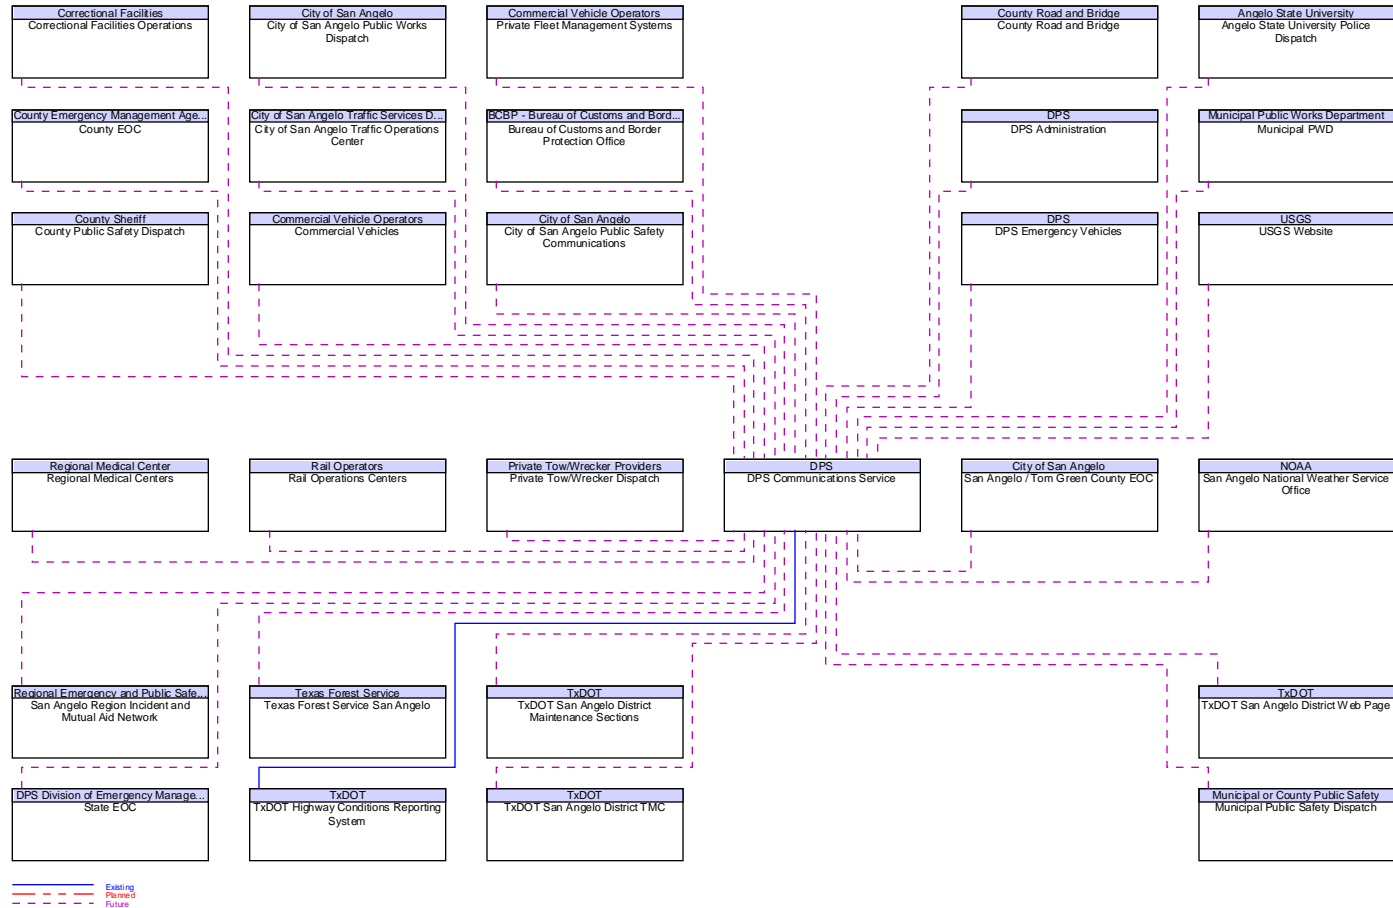 Correctional Facilities
Correctional Facilities Operations
City of San Angelo
City of San Angelo Public Works
Dispatch
Commercial Vehicle Operators
Private Fleet Management Systems
County Road and Bridge
County Road and Bridge
Angelo State University
Angelo State University Police
Dispatch
County Emergency Management Age...
County EOC
City of San Angelo Traffic Services D...
City of San Angelo Traffic Operations
Center
BCBP - Bureau of Customs and Bord...
Bureau of Customs and Border
Protection Office
DPS
DPS Administration
Municipal Public Works Department
Municipal PWD
County Sheriff
County Public Safety Dispatch
Commercial Vehicle Operators
Commercial Vehicles
City of San Angelo
City of San Angelo Public Safety
Communications
DPS
DPS Emergency Vehicles
USGS
USGS Website
Regional Medical Center
Regional Medical Centers
Rail Operators
Rail Operations Centers
Private Tow/Wrecker Providers
Private Tow/Wrecker Dispatch
DPS
DPS Communications Service
City of San Angelo
San Angelo / Tom Green County EOC
NOAA
San Angelo National Weather Service
Office
Regional Emergency and Public Safe...
San Angelo Region Incident and
Mutual Aid Network
Texas Forest Service
Texas Forest Service San Angelo
TxDOT
TxDOT San Angelo District
Maintenance Sections
TxDOT
TxDOT San Angelo District Web Page
DPS Division of Emergency Manage...
State EOC
TxDOT
TxDOT Highway Conditions Reporting
System
TxDOT
TxDOT San Angelo District TMC
Municipal or County Public Safety
Municipal Public Safety Dispatch
Existing
Planned
Future